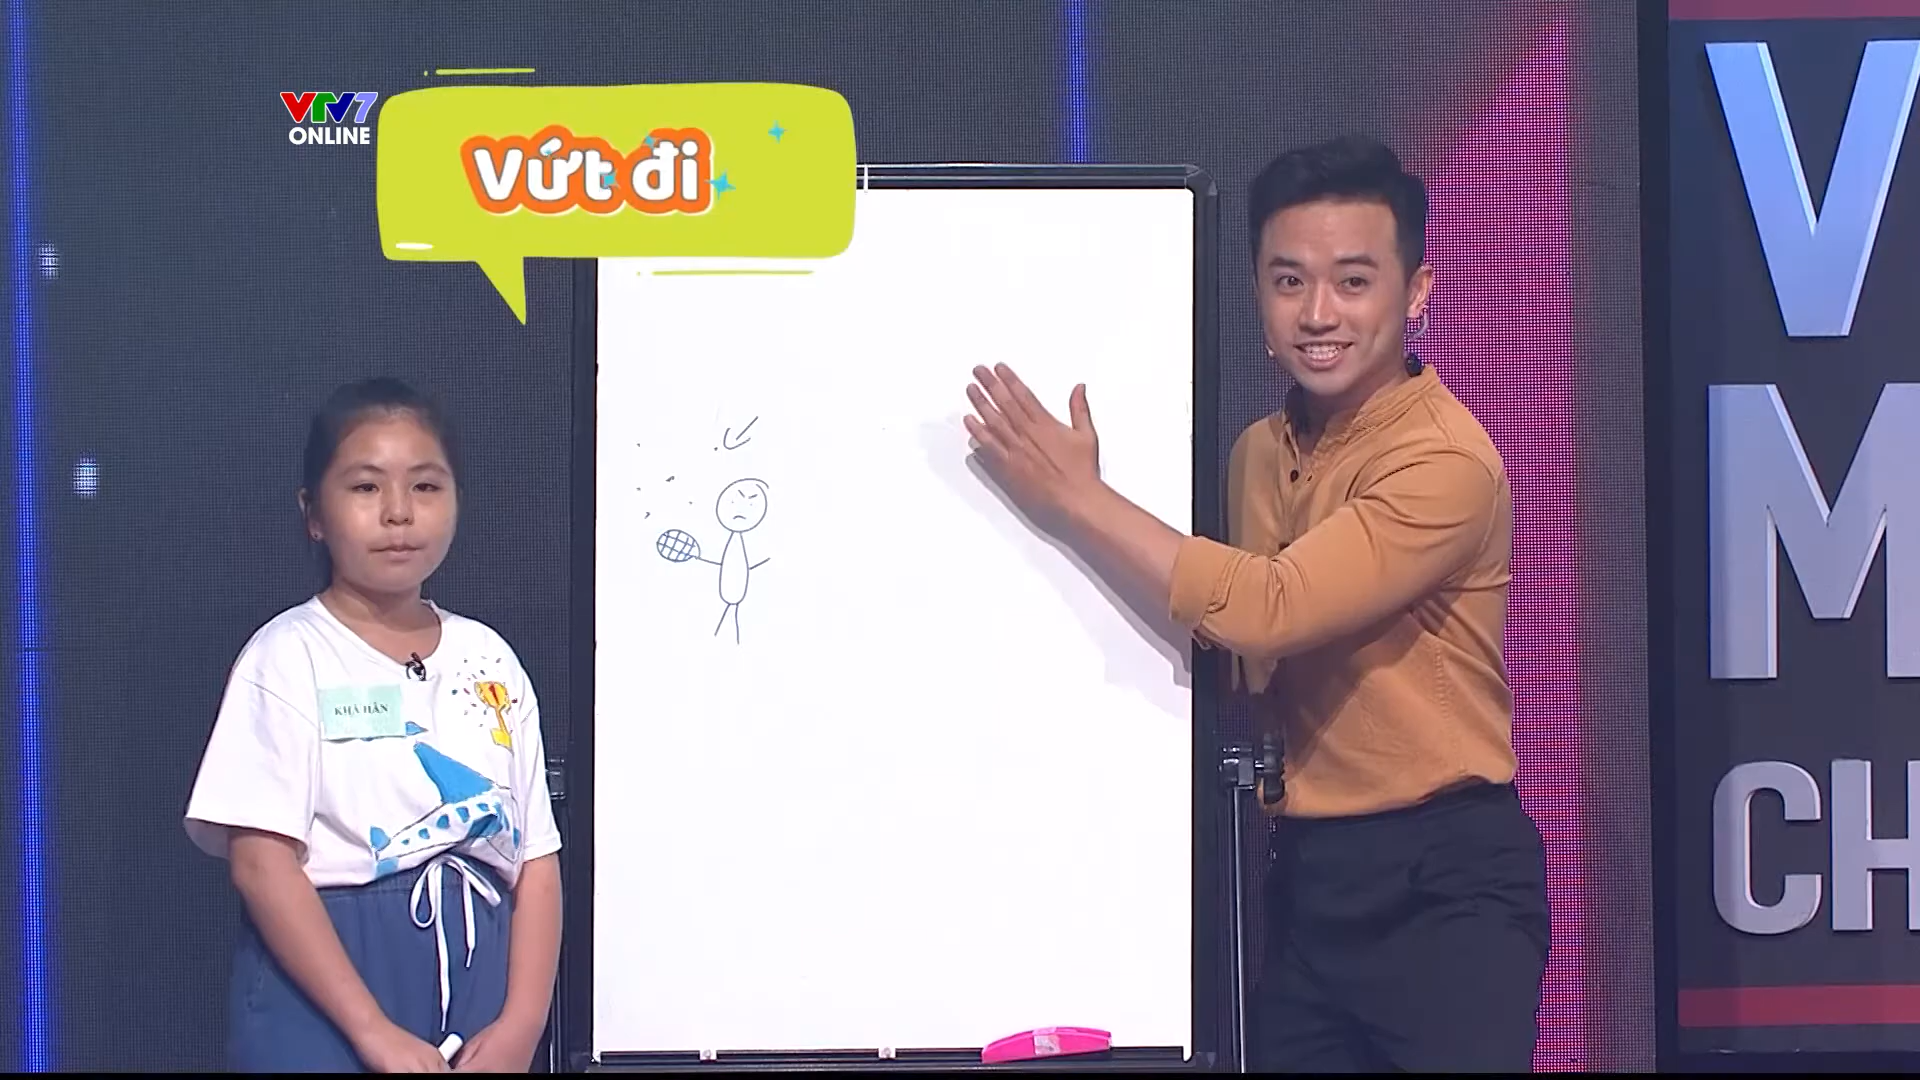 VTV7
ONLINE
Vứt đi
KHẢ HÂN
V
M
CH